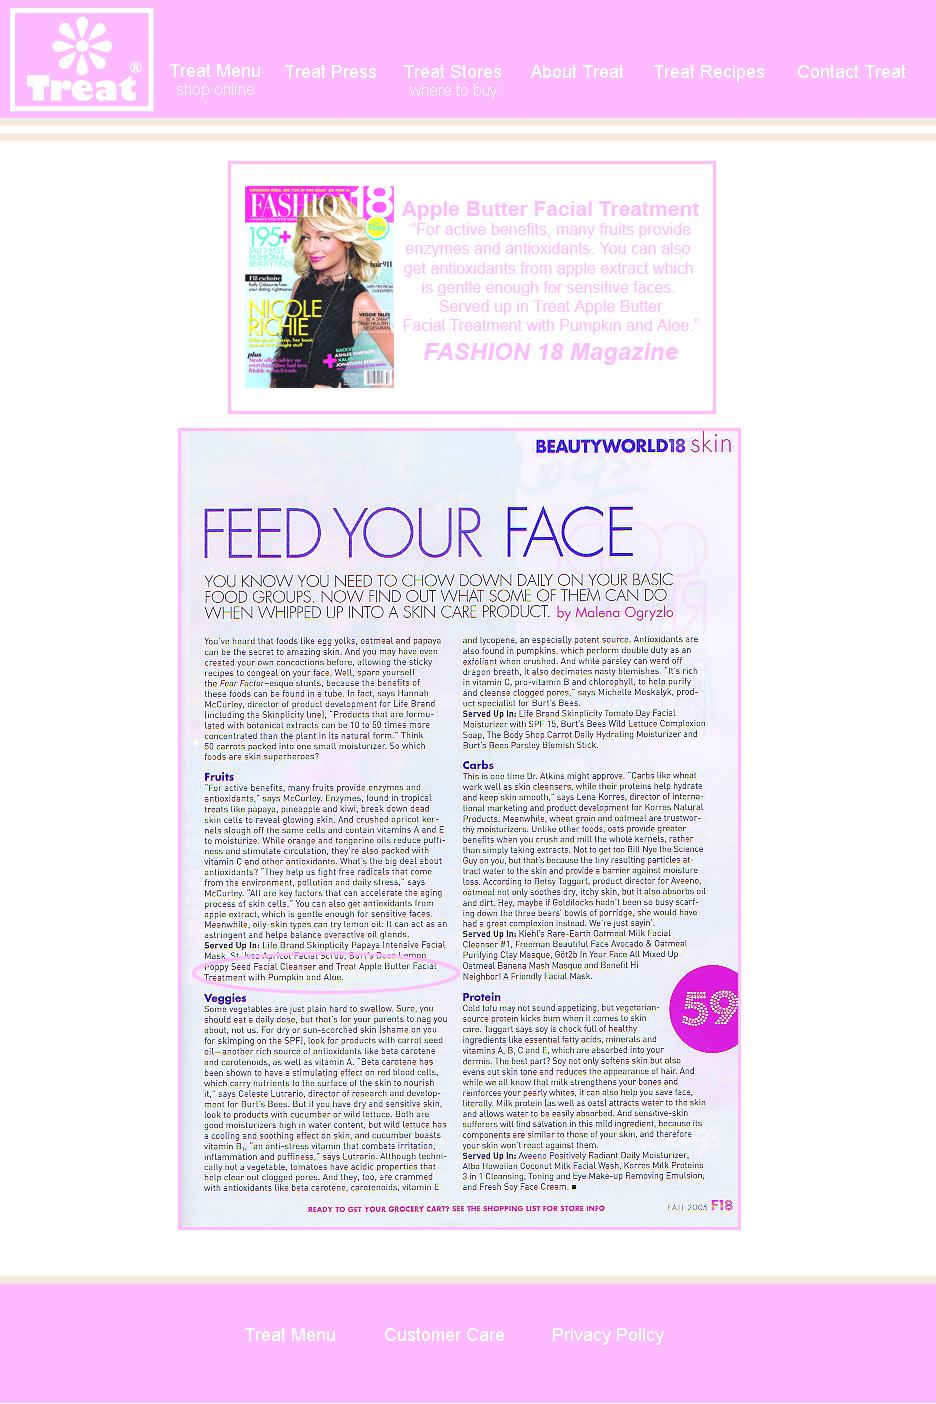 Treat®
Treat Menu
shop online
Treat Press
Treat Stores
where to buy
About Treat
Treat Recipes
Contact Treat
FASHION 18
195+
F18 exclusive
hair 911
NICOLE
RICHIE
VEGGIE TALES
plus
ASHLEE SIMPSON
Apple Butter Facial Treatment
“For active benefits, many fruits provide
enzymes and antioxidants. You can also
get antioxidants from apple extract which
is gentle enough for sensitive faces.
Served up in Treat Apple Butter
Facial Treatment with Pumpkin and Aloe.”
FASHION 18 Magazine
BEAUTYWORLD18 skin
FEED YOUR FACE
YOU KNOW YOU NEED TO CHOW DOWN DAILY ON YOUR BASIC
FOOD GROUPS. NOW FIND OUT WHAT SOME OF THEM CAN DO
WHEN WHIPPED UP INTO A SKIN CARE PRODUCT. by Malena Ogryzlo
You've heard that foods like egg yolks, oatmeal and papaya
can be the secret to amazing skin. And you may have even
created your own concoctions before, allowing the sticky
recipes to congeal on your face. Well, spare yourself
the Fear Factor–esque stunts, because the benefits of
these foods can be found in a tube. In fact, says Hannah
McCurley, director of product development for Life Brand
(including the Skinplicity line), “Products that are formu-
lated with botanical extracts can be 10 to 50 times more
concentrated than the plant in its natural form.” Think
50 carrots packed into one small moisturizer. So which
foods are skin superheroes?
Fruits
“For active benefits, many fruits provide enzymes and
antioxidants,” says McCurley. Enzymes, found in tropical
treats like papaya, pineapple and kiwi, break down dead
skin cells to reveal glowing skin. And crushed apricot ker-
nels slough off the same cells and contain vitamins A and E
to moisturize. While orange and tangerine oils reduce puffi-
ness and stimulate circulation, they're also packed with
vitamin C and other antioxidants. What's the big deal about
antioxidants? “They help us fight free radicals that come
from the environment, pollution and daily stress,” says
McCurley. “All are key factors that can accelerate the aging
process of skin cells.” You can also get antioxidants from
apple extract, which is gentle enough for sensitive faces.
Meanwhile, oily-skin types can try lemon oil: It can act as an
astringent and helps balance overactive oil glands.
Served Up In: Life Brand Skinplicity Papaya Intensive Facial
Mask, St. Ives Apricot Facial Scrub, Burt's Bees Lemon
Poppy Seed Facial Cleanser and Treat Apple Butter Facial
Treatment with Pumpkin and Aloe.
Veggies
Some vegetables are just plain hard to swallow. Sure, you
should eat a daily dose, but that's for your parents to nag you
about, not us. For dry or sun-scorched skin (shame on you
for skimping on the SPF), look for products with carrot seed
oil—another rich source of antioxidants like beta carotene
and carotenoids, as well as vitamin A. “Beta carotene has
been shown to have a stimulating effect on red blood cells,
which carry nutrients to the surface of the skin to nourish
it,” says Celeste Lutrario, director of research and develop-
ment for Burt's Bees. But if you have dry and sensitive skin,
look to products with cucumber or wild lettuce. Both are
good moisturizers high in water content, but wild lettuce has
a cooling and soothing effect on skin, and cucumber boasts
vitamin B₅, “an anti-stress vitamin that combats irritation,
inflammation and puffiness,” says Lutrario. Although techni-
cally not a vegetable, tomatoes have acidic properties that
help clear out clogged pores. And they, too, are crammed
with antioxidants like beta carotene, carotenoids, vitamin E
and lycopene, an especially potent source. Antioxidants are
also found in pumpkins, which perform double duty as an
exfoliant when crushed. And while parsley can ward off
dragon breath, it also decimates nasty blemishes. “It's rich
in vitamin C, pro-vitamin B and chlorophyll, to help purify
and cleanse clogged pores,” says Michelle Moskalyk, prod-
uct specialist for Burt's Bees.
Served Up In: Life Brand Skinplicity Tomato Day Facial
Moisturizer with SPF 15, Burt's Bees Wild Lettuce Complexion
Soap, The Body Shop Carrot Daily Hydrating Moisturizer and
Burt's Bees Parsley Blemish Stick.
Carbs
This is one time Dr. Atkins might approve. “Carbs like wheat
work well as skin cleansers, while their proteins help hydrate
and keep skin smooth,” says Lena Korres, director of interna-
tional marketing and product development for Korres Natural
Products. Meanwhile, wheat grain and oatmeal are trustwor-
thy moisturizers. Unlike other foods, oats provide greater
benefits when you crush and mill the whole kernels, rather
than simply taking extracts. Not to get too Bill Nye the Science
Guy on you, but that's because the tiny resulting particles at-
tract water to the skin and provide a barrier against moisture
loss. According to Betsy Taggart, product director for Aveeno,
oatmeal not only soothes dry, itchy skin, but it also absorbs oil
and dirt. Hey, maybe if Goldilocks hadn't been so busy scarf-
ing down the three bears' bowls of porridge, she would have
had a great complexion instead. We're just sayin'.
Served Up In: Kiehl's Rare-Earth Oatmeal Milk Facial
Cleanser #1, Freeman Beautiful Face Avocado & Oatmeal
Purifying Clay Masque, Göt2b In Your Face All Mixed Up
Oatmeal Banana Mash Masque and Benefit Hi
Neighbor! A Friendly Facial Mask.
Protein
Cold tofu may not sound appetizing, but vegetarian-
source protein kicks bum when it comes to skin
care. Taggart says soy is chock full of healthy
ingredients like essential fatty acids, minerals and
vitamins A, B, C and E, which are absorbed into your
dermis. The best part? Soy not only softens skin but also
evens out skin tone and reduces the appearance of hair. And
while we all know that milk strengthens your bones and
reinforces your pearly whites, it can also help you save face,
literally. Milk protein (as well as oats) attracts water to the skin
and allows water to be easily absorbed. And sensitive-skin
sufferers will find salvation in this mild ingredient, because its
components are similar to those of your skin, and therefore
your skin won't react against them.
Served Up In: Aveeno Positively Radiant Daily Moisturizer,
Alba Hawaiian Coconut Milk Facial Wash, Korres Milk Proteins
3 in 1 Cleansing, Toning and Eye Make-up Removing Emulsion,
and Fresh Soy Face Cream. ■
59
READY TO GET YOUR GROCERY CART? SEE THE SHOPPING LIST FOR STORE INFO
FALL 2005 F18
Treat Menu
Customer Care
Privacy Policy